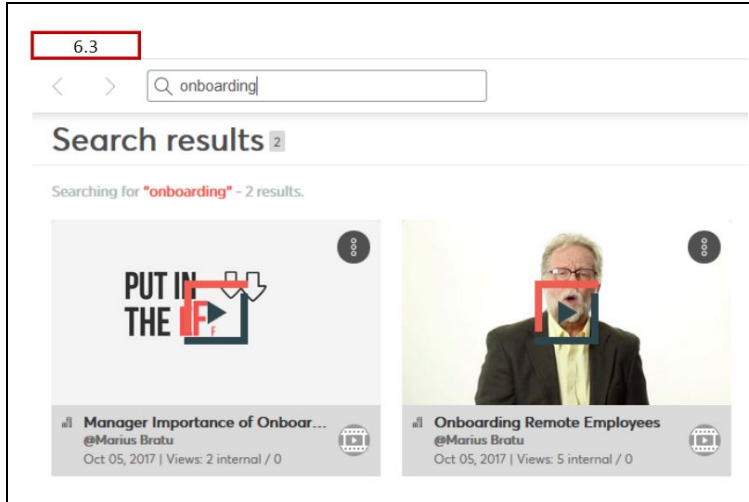 6.3
onboarding
Search results 2
Searching for "onboarding" - 2 results.
PUT IN
THE
Manager Importance of Onboar...
@Marius Bratu
Oct 05, 2017 | Views: 2 internal / 0
Onboarding Remote Employees
@Marius Bratu
Oct 05, 2017 | Views: 5 internal / 0